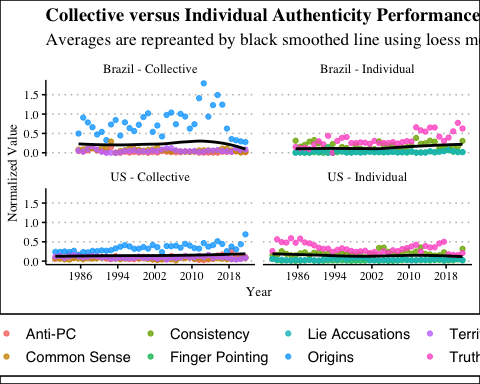 Collective versus Individual Authenticity Performance
Averages are repreanted by black smoothed line using loess m
Brazil - Collective
Brazil - Individual
1.5
1.0
0.5
0.0
US - Collective
US - Individual
1.5
1.0
0.5
0.0
Normalized Value
1986 1994 2002 2010 2018
1986 1994 2002 2010 2018
Year
Anti-PC
Consistency
Lie Accusations
Territ
Common Sense
Finger Pointing
Origins
Truth